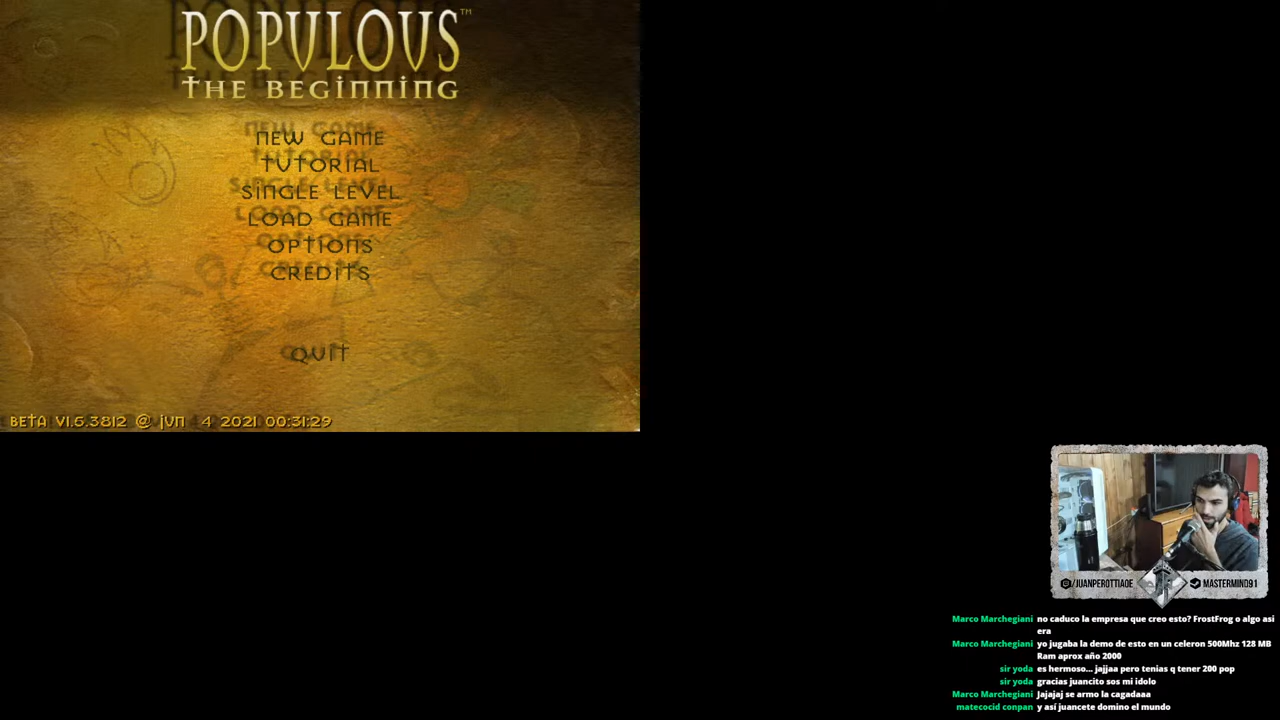 POPULOUS™
THE BEGINNING
NEW GAME
TUTORIAL
SINGLE LEVEL
LOAD GAME
OPTIONS
CREDITS
QUIT
BETA V1.5.3812 @ JUN 4 2021 00:31:29
/JUANPEROTTIAOE
MASTERMIND91
Marco Marchegiani no caduco la empresa que creo esto? FrostFrog o algo asi
era
Marco Marchegiani yo jugaba la demo de esto en un celeron 500Mhz 128 MB
Ram aprox año 2000
sir yoda es hermoso... jajjaa pero tenias q tener 200 pop
sir yoda gracias juancito sos mi idolo
Marco Marchegiani Jajajaj se armo la cagadaaa
matecocid conpan y así juancete domino el mundo